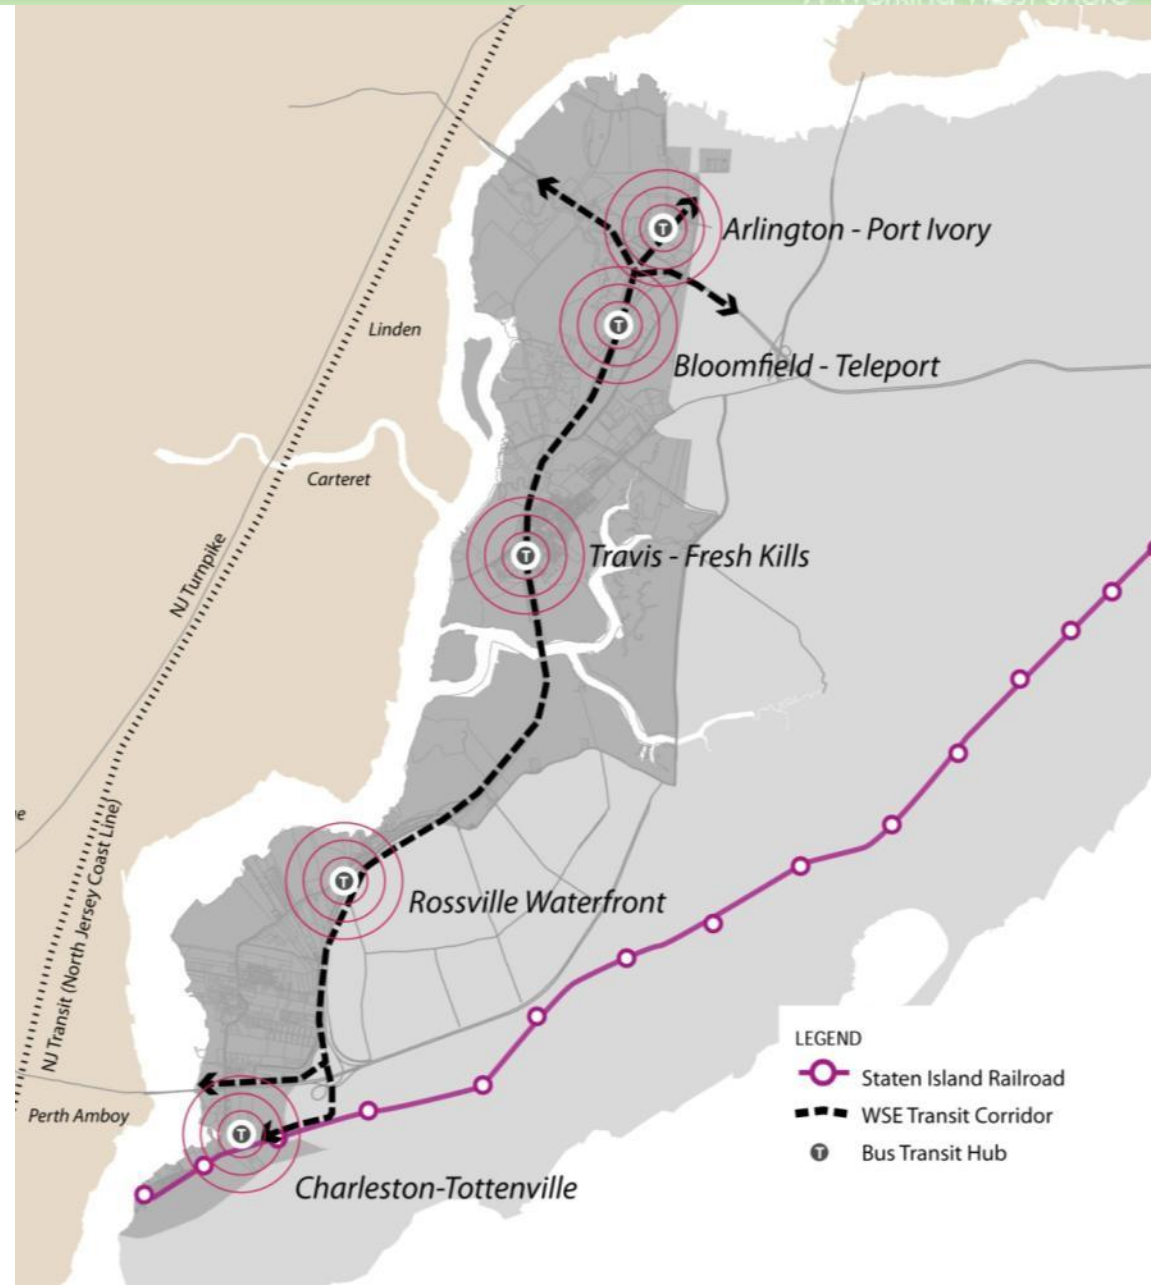 Arlington - Port Ivory
Linden
Bloomfield - Teleport
Carteret
Travis - Fresh Kills
NJ Turnpike
Rossville Waterfront
NJ Transit (North Jersey Coast Line)
LEGEND
Staten Island Railroad
WSE Transit Corridor
T Bus Transit Hub
Perth Amboy
Charleston-Tottenville
T
T
T
T
T